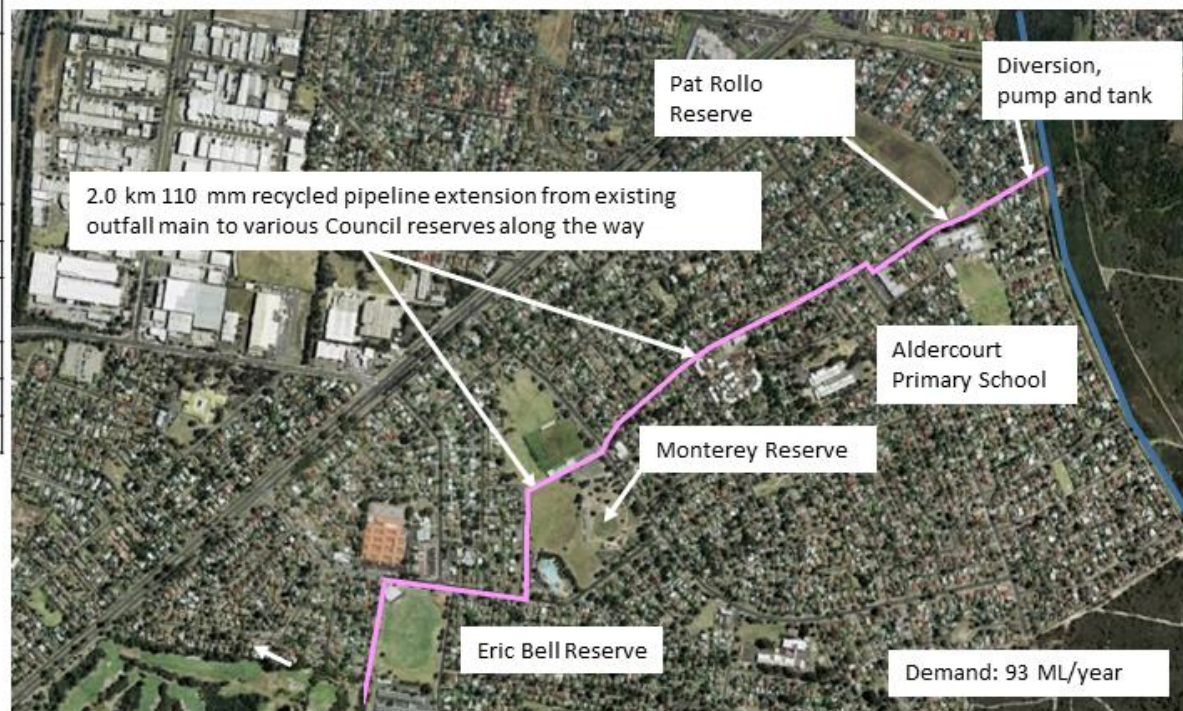 Pat Rollo
Reserve
Diversion,
pump and tank
2.0 km 110 mm recycled pipeline extension from existing
outfall main to various Council reserves along the way
Aldercourt
Primary School
Monterey Reserve
Eric Bell Reserve
Demand: 93 ML/year